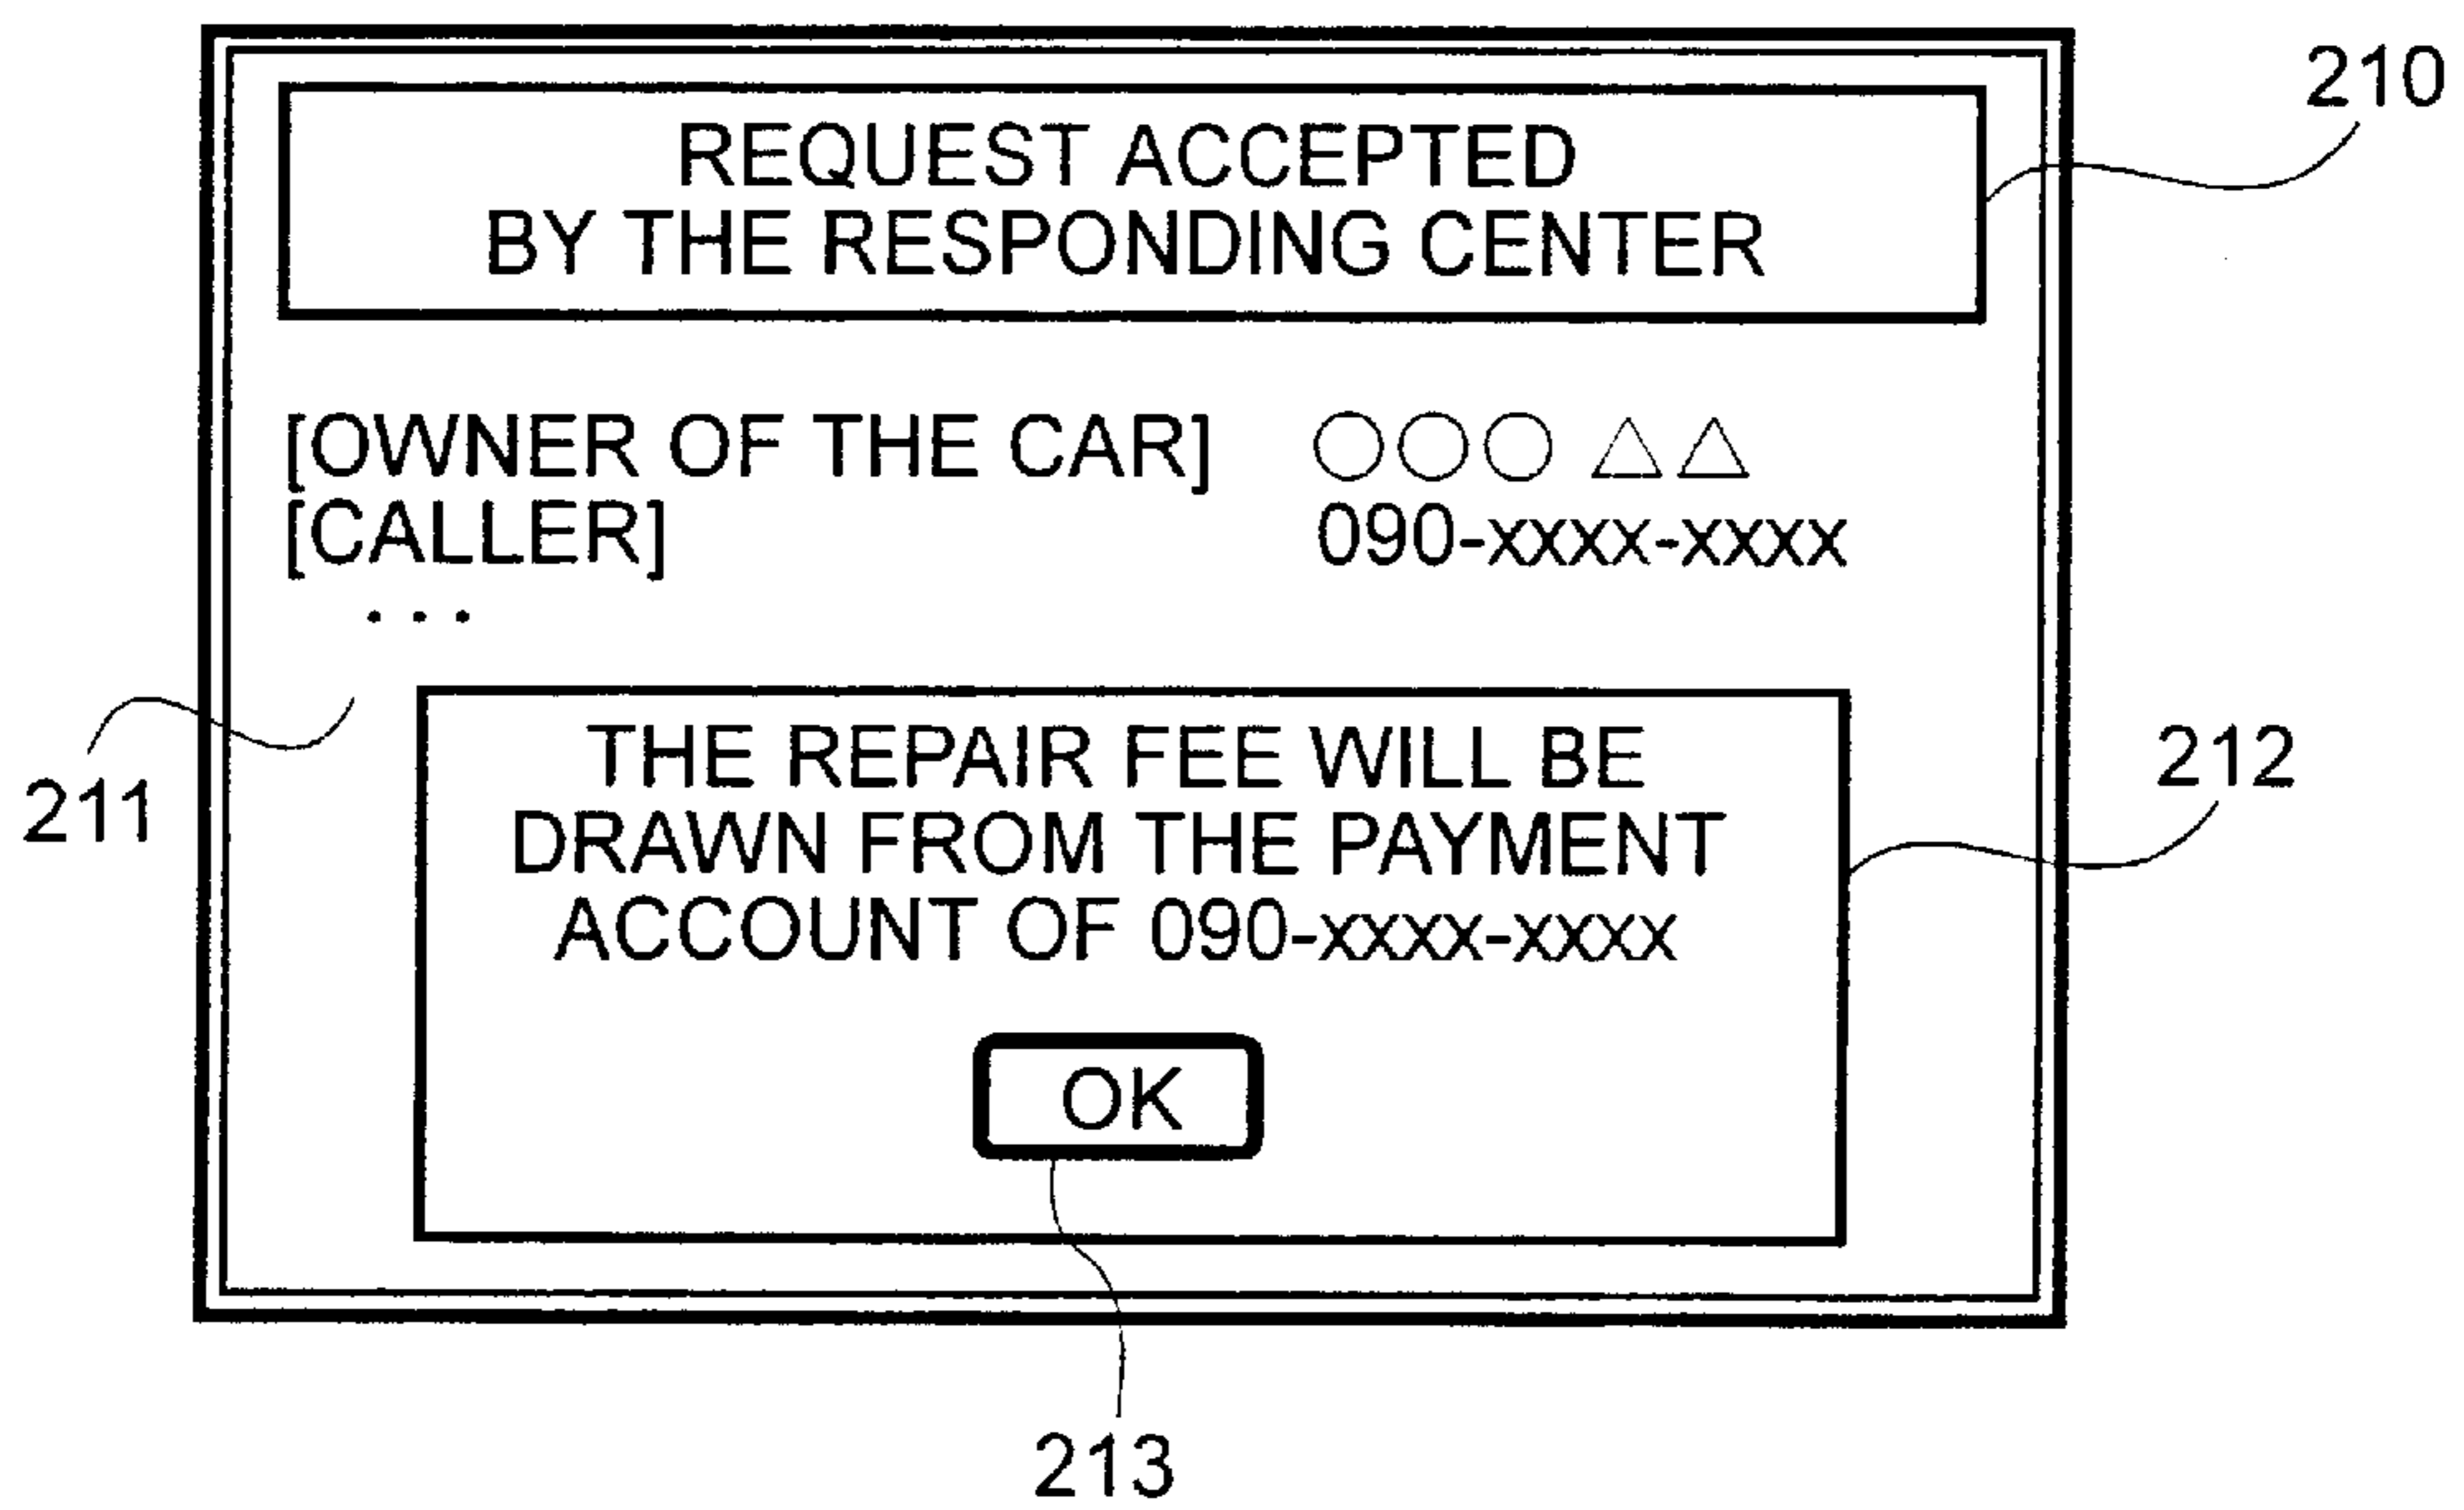 210
REQUEST ACCEPTED
BY THE RESPONDING CENTER
[OWNER OF THE CAR] ○○○ △△
[CALLER] 090-xxxx-xxxx
...
211
THE REPAIR FEE WILL BE
DRAWN FROM THE PAYMENT
ACCOUNT OF 090-xxxx-xxxx
212
OK
213